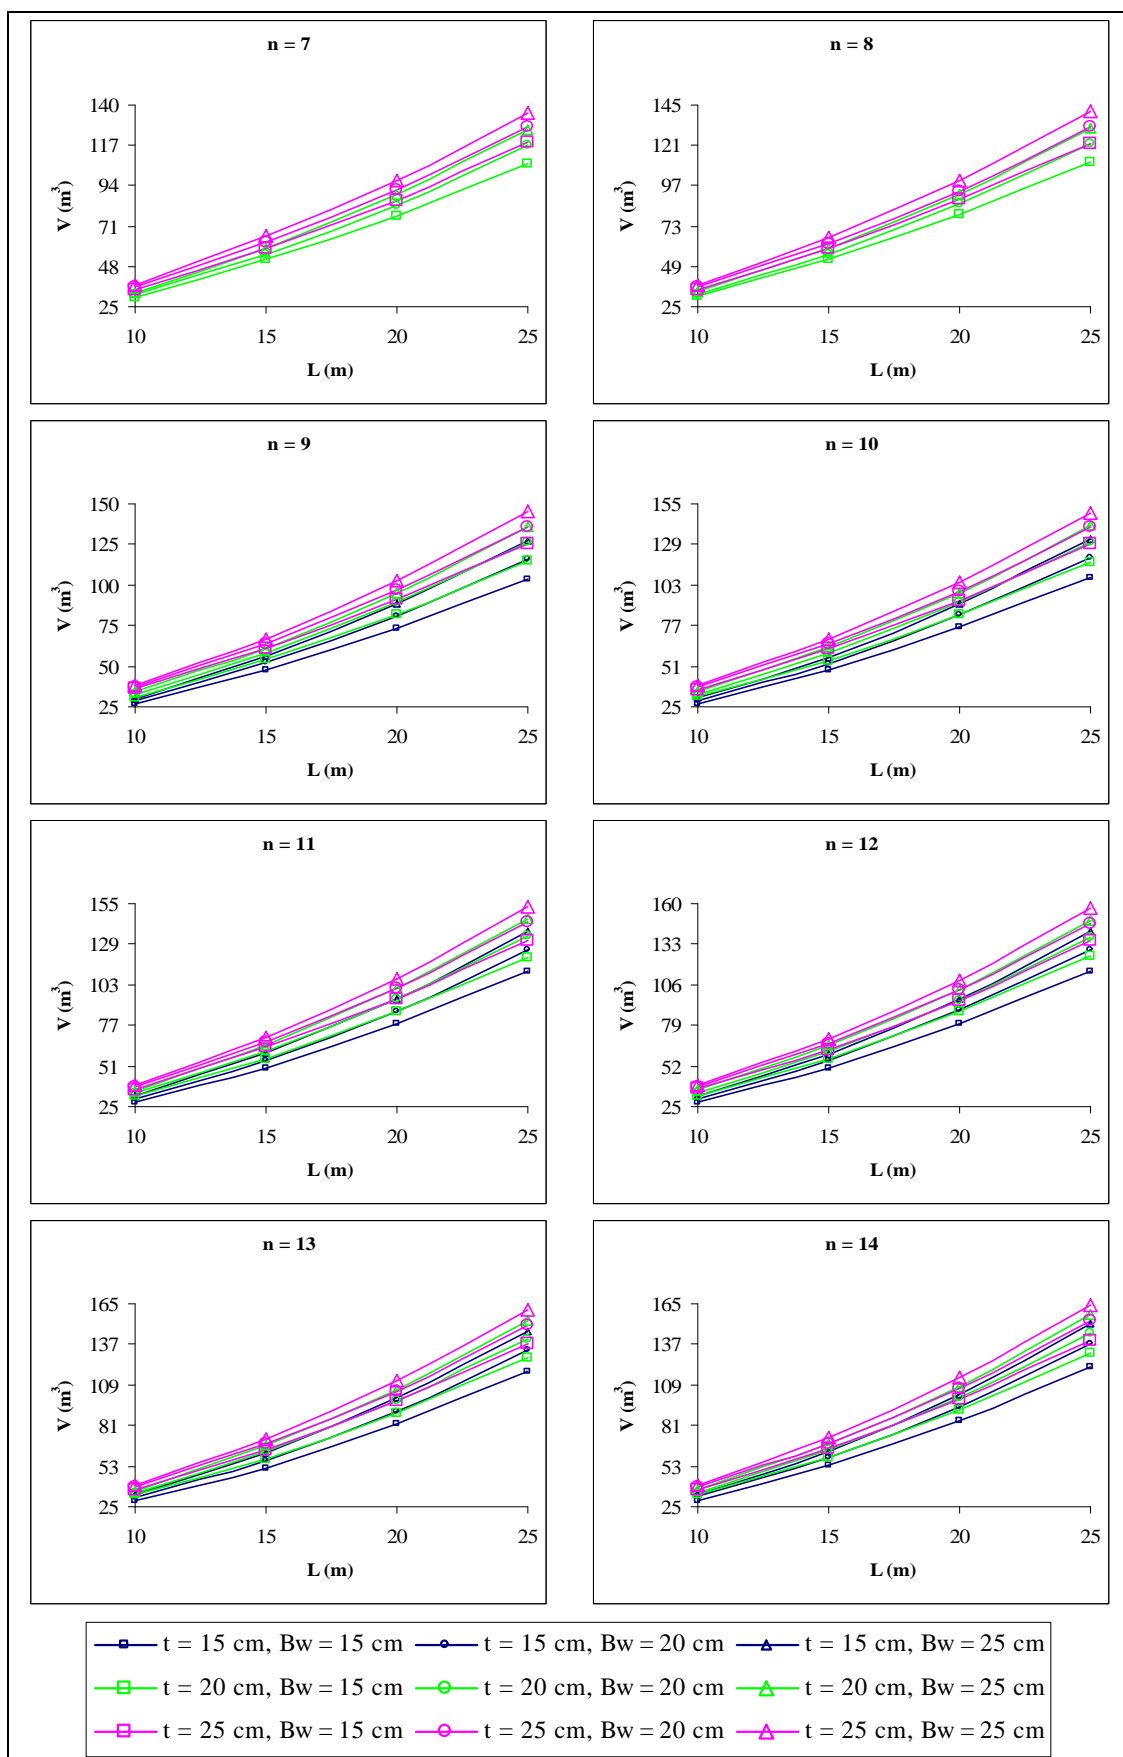 n = 7
140
117
94
71
48
25
V (m³)
10 15 20 25
L (m)
n = 8
145
121
97
73
49
25
V (m³)
10 15 20 25
L (m)
n = 9
150
125
100
75
50
25
V (m³)
10 15 20 25
L (m)
n = 10
155
129
103
77
51
25
V (m³)
10 15 20 25
L (m)
n = 11
155
129
103
77
51
25
V (m³)
10 15 20 25
L (m)
n = 12
160
133
106
79
52
25
V (m³)
10 15 20 25
L (m)
n = 13
165
137
109
81
53
25
V (m³)
10 15 20 25
L (m)
n = 14
165
137
109
81
53
25
V (m³)
10 15 20 25
L (m)
t = 15 cm, Bw = 15 cm t = 15 cm, Bw = 20 cm t = 15 cm, Bw = 25 cm
t = 20 cm, Bw = 15 cm t = 20 cm, Bw = 20 cm t = 20 cm, Bw = 25 cm
t = 25 cm, Bw = 15 cm t = 25 cm, Bw = 20 cm t = 25 cm, Bw = 25 cm